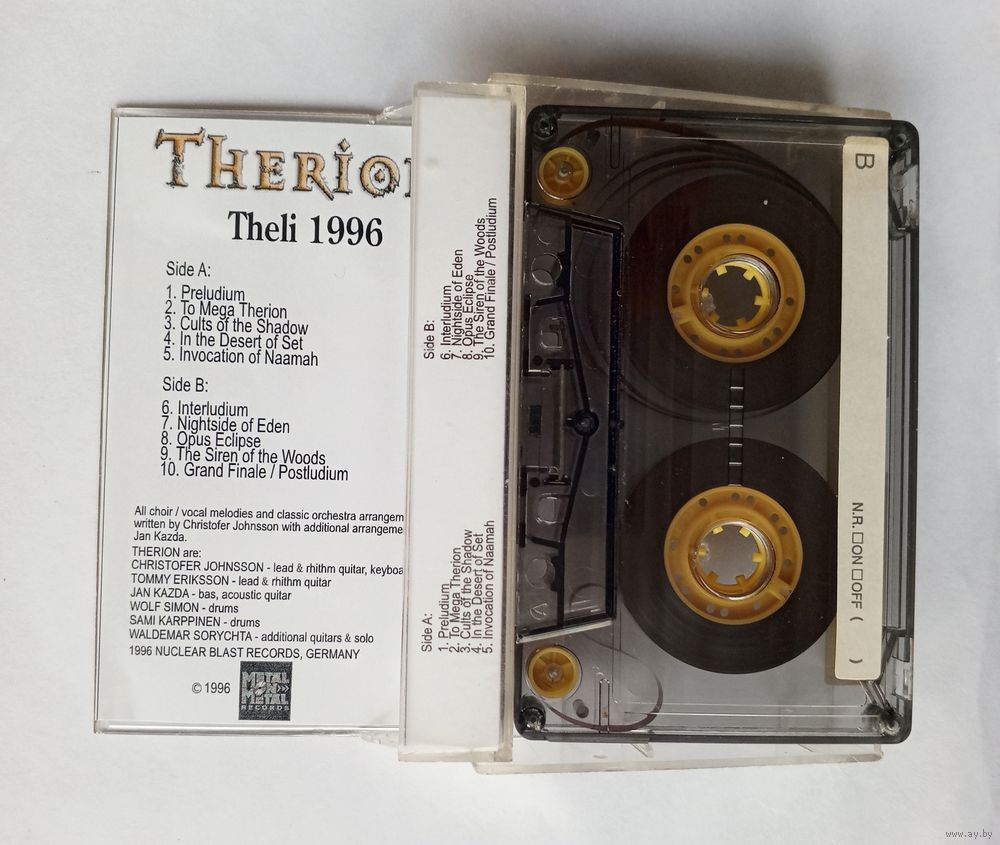 THERIO
Theli 1996
Side A:
1. Preludium
2. To Mega Therion
3. Cults of the Shadow
4. In the Desert of Set
5. Invocation of Naamah
Side B:
6. Interludium
7. Nightside of Eden
8. Opus Eclipse
9. The Siren of the Woods
10. Grand Finale / Postludium
All choir / vocal melodies and classic orchestra arrangem
written by Christofer Johnsson with additional arrangeme
Jan Kazda.
THERION are:
CHRISTOFER JOHNSSON - lead & rhithm quitar, keyboa
TOMMY ERIKSSON - lead & rhithm quitar
JAN KAZDA - bas, acoustic quitar
WOLF SIMON - drums
SAMI KARPPINEN - drums
WALDEMAR SORYCHTA - additional quitars & solo
1996 NUCLEAR BLAST RECORDS, GERMANY
© 1996
METAL
ON
METAL
RECORDS
Side A:
1. Preludium
2. To Mega Therion
3. Cults of the Shadow
4. In the Desert of Set
5. Invocation of Naamah
Side B:
6. Interludium
7. Nightside of Eden
8. Opus Eclipse
9. The Siren of the Woods
10. Grand Finale / Postludium
B
N.R. □ON □OFF ( )
www.ay.by